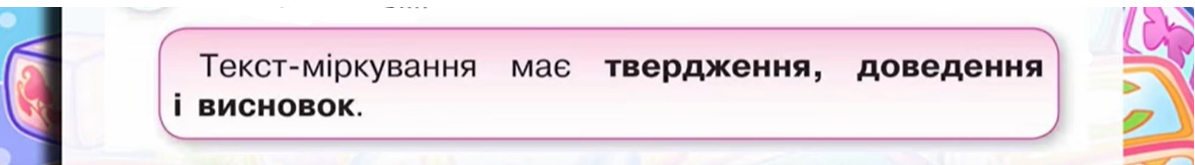 Текст-міркування має твердження, доведення
і висновок.